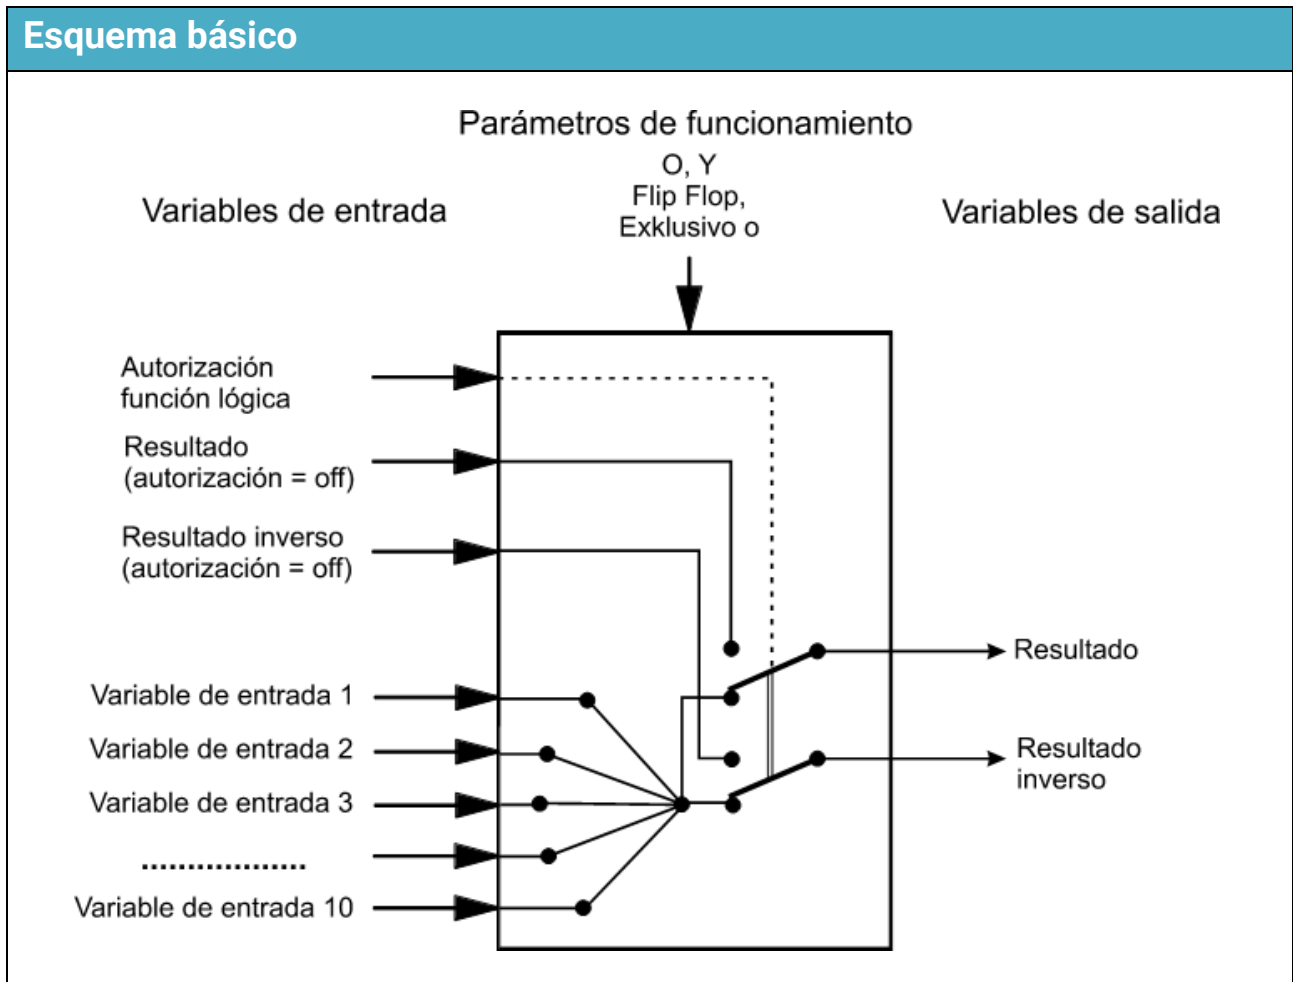 Esquema básico
Parámetros de funcionamiento
O, Y
Flip Flop,
Exklusivo o
Variables de entrada
Variables de salida
Autorización
función lógica
Resultado
(autorización = off)
Resultado inverso
(autorización = off)
Variable de entrada 1
Variable de entrada 2
Variable de entrada 3
..................
Variable de entrada 10
Resultado
Resultado
inverso